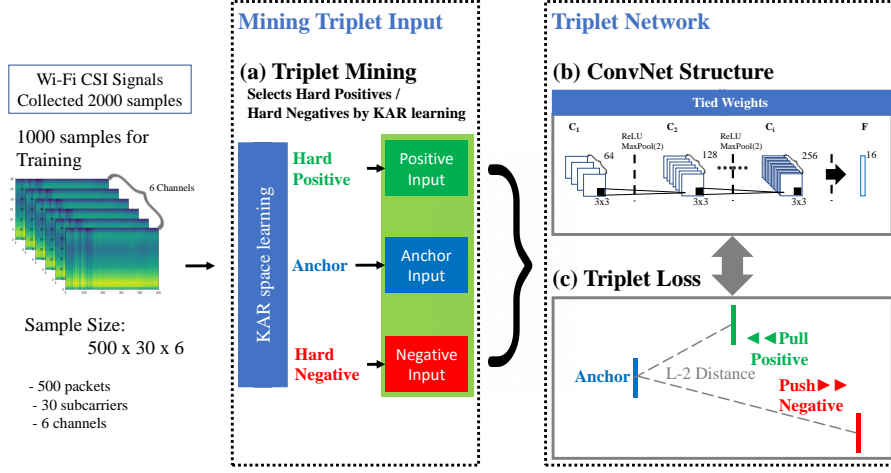 Mining Triplet Input
Triplet Network
Wi-Fi CSI Signals
Collected 2000 samples
1000 samples for
Training
6 Channels
Sample Size:
500 x 30 x 6
- 500 packets
- 30 subcarriers
- 6 channels
(a) Triplet Mining
Selects Hard Positives /
Hard Negatives by KAR learning
KAR space learning
Hard
Positive
Positive
Input
Anchor
Anchor
Input
Hard
Negative
Negative
Input
(b) ConvNet Structure
Tied Weights
C1
ReLU
MaxPool(2)
C2
ReLU
MaxPool(2)
Ci
F
64
128
256
16
3x3
3x3
3x3
(c) Triplet Loss
Pull
Positive
Anchor
L-2 Distance
Push
Negative